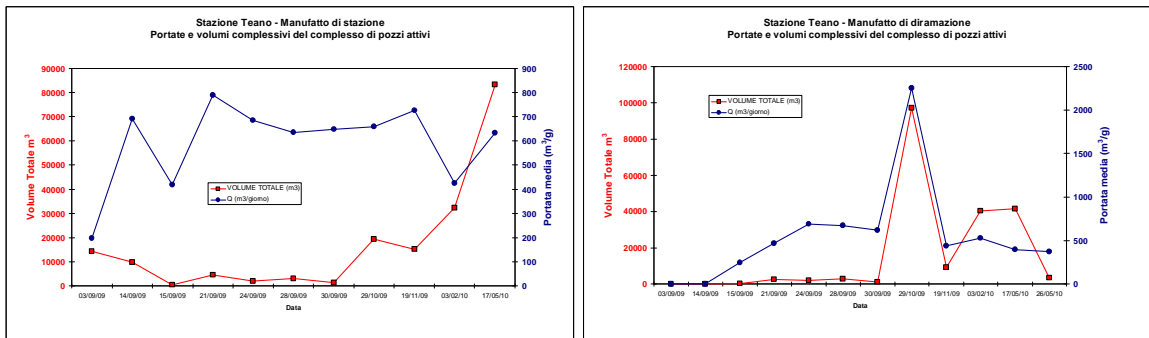 Stazione Teano - Manufatto di stazione
Portate e volumi complessivi del complesso di pozzi attivi
90000
80000
70000
60000
50000
40000
30000
20000
10000
0
Volume Totale m³
900
800
700
600
500
400
300
200
100
0
Portata media (m³/g)
VOLUME TOTALE (m3)
Q (m3/giorno)
03/09/09 14/09/09 15/09/09 21/09/09 24/09/09 28/09/09 30/09/09 29/10/09 19/11/09 03/02/10 17/05/10
Data
Stazione Teano - Manufatto di diramazione
Portate e volumi complessivi del complesso di pozzi attivi
120000
100000
80000
60000
40000
20000
0
Volume Totale m³
2500
2000
1500
1000
500
0
Portata media (m³/g)
VOLUME TOTALE (m3)
Q (m3/giorno)
03/09/09 14/09/09 15/09/09 21/09/09 24/09/09 28/09/09 30/09/09 29/10/09 19/11/09 03/02/10 17/05/10 26/05/10
Data